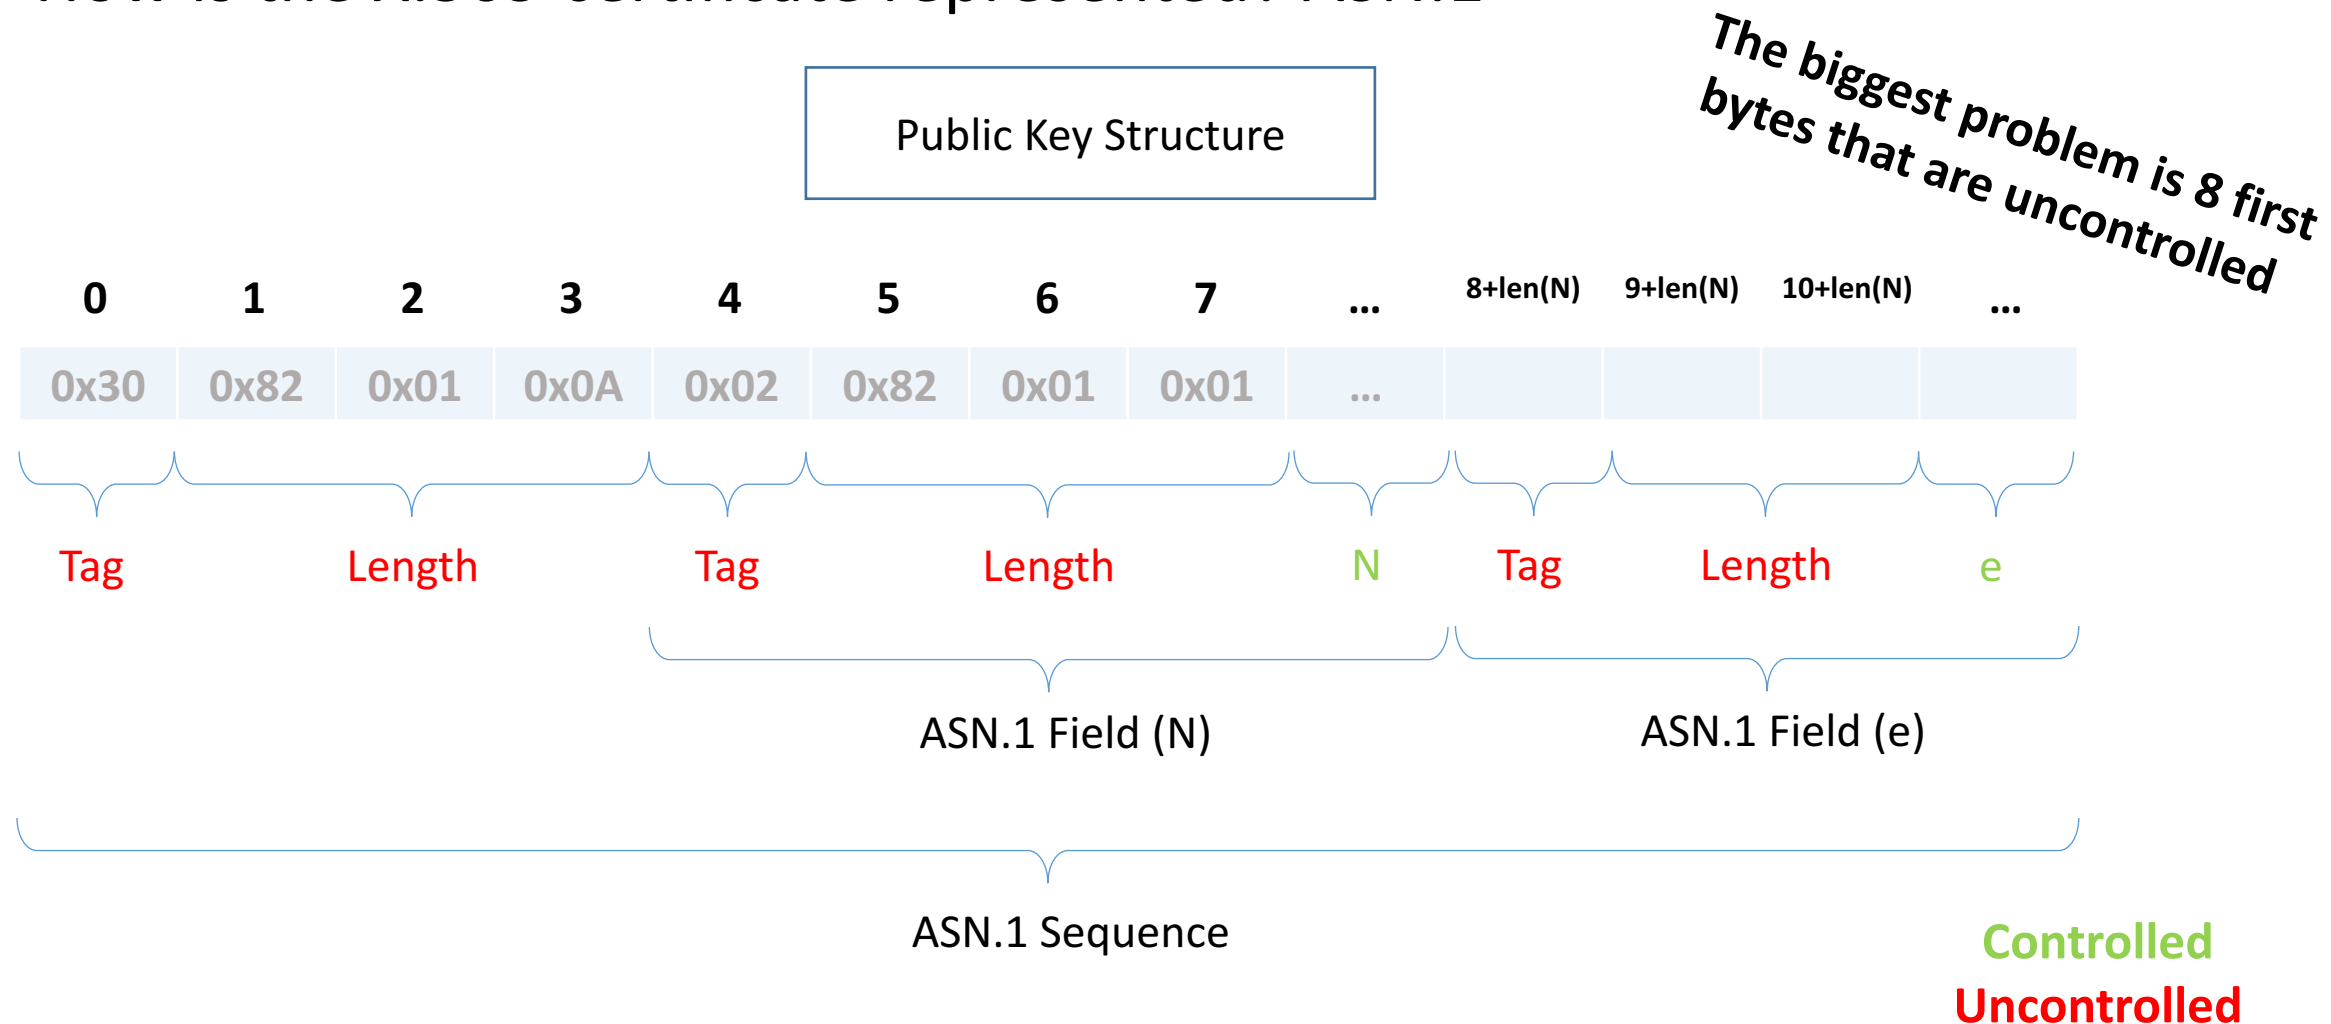 The biggest problem is 8 first
bytes that are uncontrolled
Public Key Structure
0 1 2 3 4 5 6 7 ... 8+len(N) 9+len(N) 10+len(N) ...
0x30 0x82 0x01 0x0A 0x02 0x82 0x01 0x01 ...
Tag Length Tag Length N Tag Length e
ASN.1 Field (N) ASN.1 Field (e)
ASN.1 Sequence
Controlled
Uncontrolled